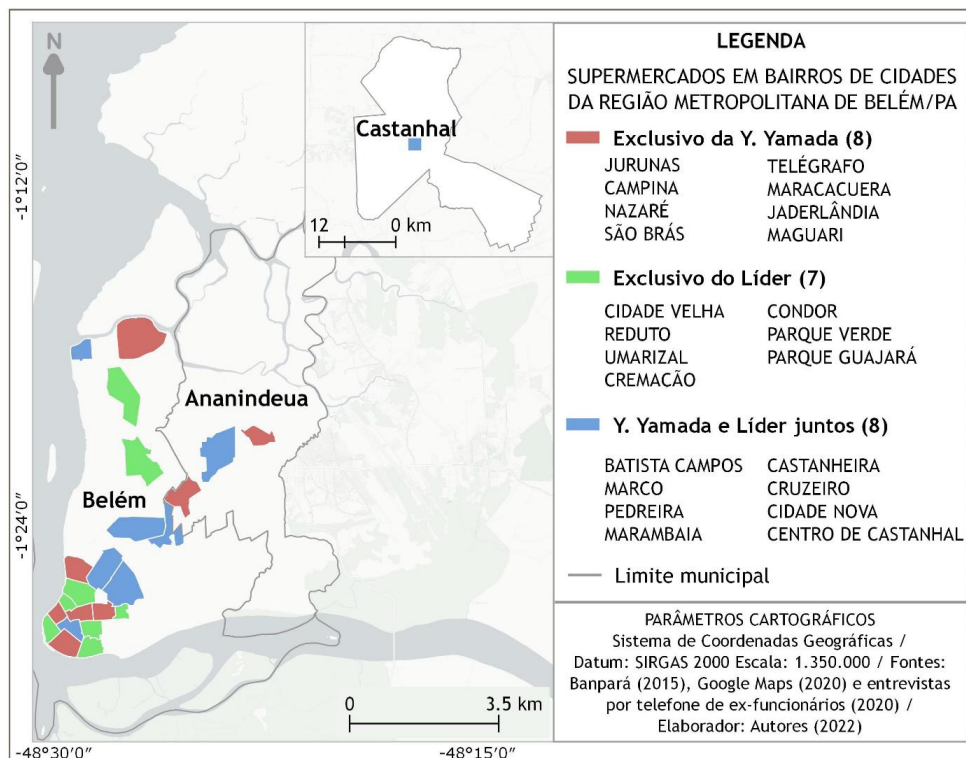 N
-1°12'0"
-1°24'0"
-48°30'0"
-48°15'0"
Castanhal
12 0 km
Ananindeua
Belém
0 3.5 km
LEGENDA
SUPERMERCADOS EM BAIRROS DE CIDADES
DA REGIÃO METROPOLITANA DE BELÉM/PA
Exclusivo da Y. Yamada (8)
JURUNAS TELÉGRAFO
CAMPINA MARACACUERA
NAZARÉ JADERLÂNDIA
SÃO BRÁS MAGUARI
Exclusivo do Líder (7)
CIDADE VELHA CONDOR
REDUTO PARQUE VERDE
UMARIZAL PARQUE GUAJARÁ
CREMACÃO
Y. Yamada e Líder juntos (8)
BATISTA CAMPOS CASTANHEIRA
MARCO CRUZEIRO
PEDREIRA CIDADE NOVA
MARAMBAIA CENTRO DE CASTANHAL
Limite municipal
PARÂMETROS CARTOGRÁFICOS
Sistema de Coordenadas Geográficas /
Datum: SIRGAS 2000 Escala: 1.350.000 / Fontes:
Banpará (2015), Google Maps (2020) e entrevistas
por telefone de ex-funcionários (2020) /
Elaborador: Autores (2022)